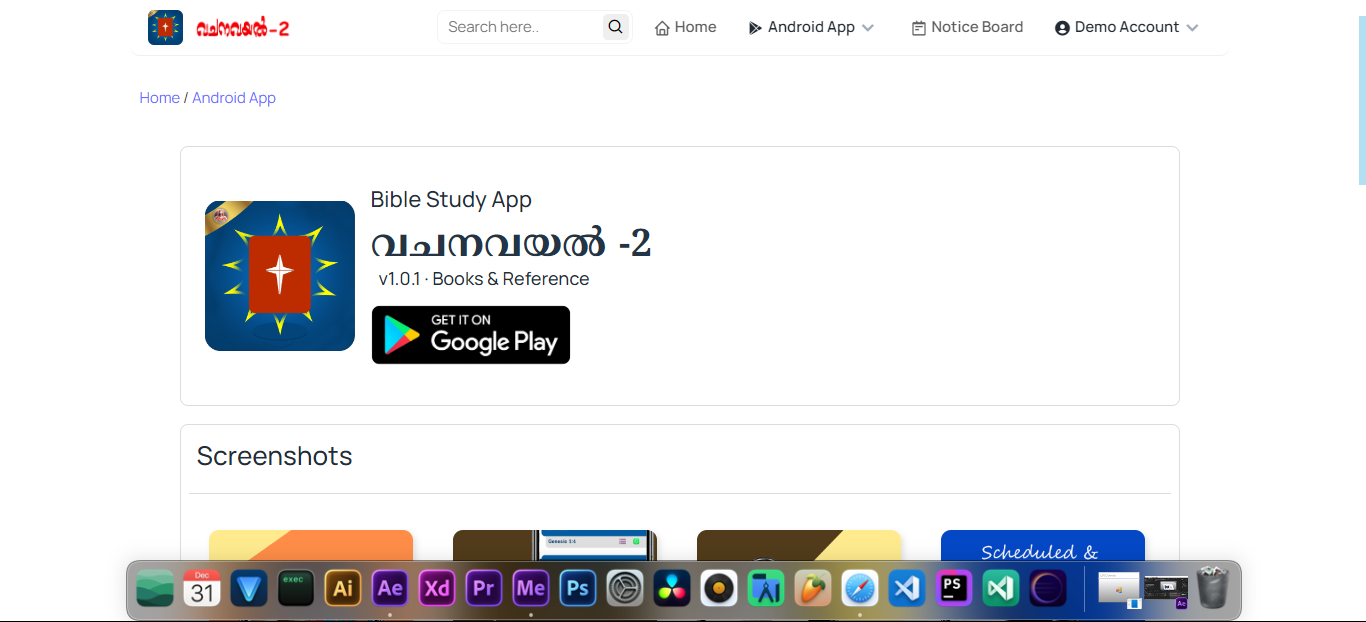 വചനവയൽ-2
Search here..
Home
Android App
Notice Board
Demo Account
Home / Android App
Bible Study App
വചനവയൽ -2
v1.0.1 · Books & Reference
GET IT ON
Google Play
Screenshots
Genesis 1:4
Scheduled &
Dec
31
exec
Ai
Ae
Xd
Pr
Me
Ps
PS
Ae